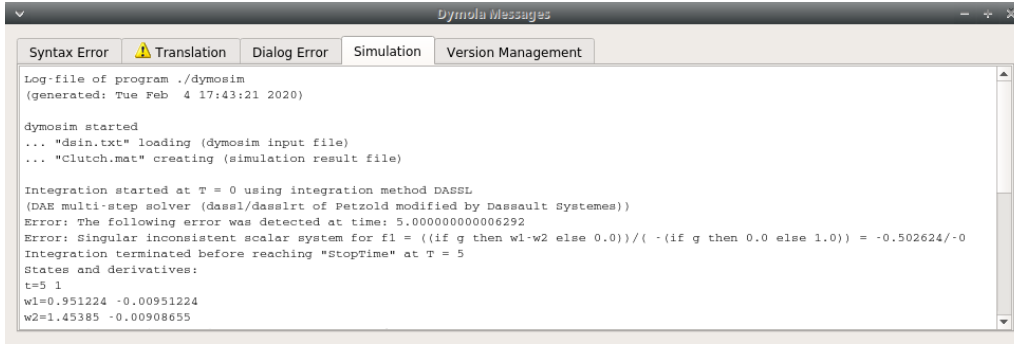 Dymola Messages
Syntax Error Translation Dialog Error Simulation Version Management
Log-file of program ./dymosim
(generated: Tue Feb  4 17:43:21 2020)
dymosim started
... "dsin.txt" loading (dymosim input file)
... "Clutch.mat" creating (simulation result file)
Integration started at T = 0 using integration method DASSL
(DAE multi-step solver (dassl/dasslrt of Petzold modified by Dassault Systemes))
Error: The following error was detected at time: 5.000000000006292
Error: Singular inconsistent scalar system for f1 = ((if g then w1-w2 else 0.0))/( -(if g then 0.0 else 1.0)) = -0.502624/-0
Integration terminated before reaching "StopTime" at T = 5
States and derivatives:
t=5 1
w1=0.951224 -0.00951224
w2=1.45385 -0.00908655